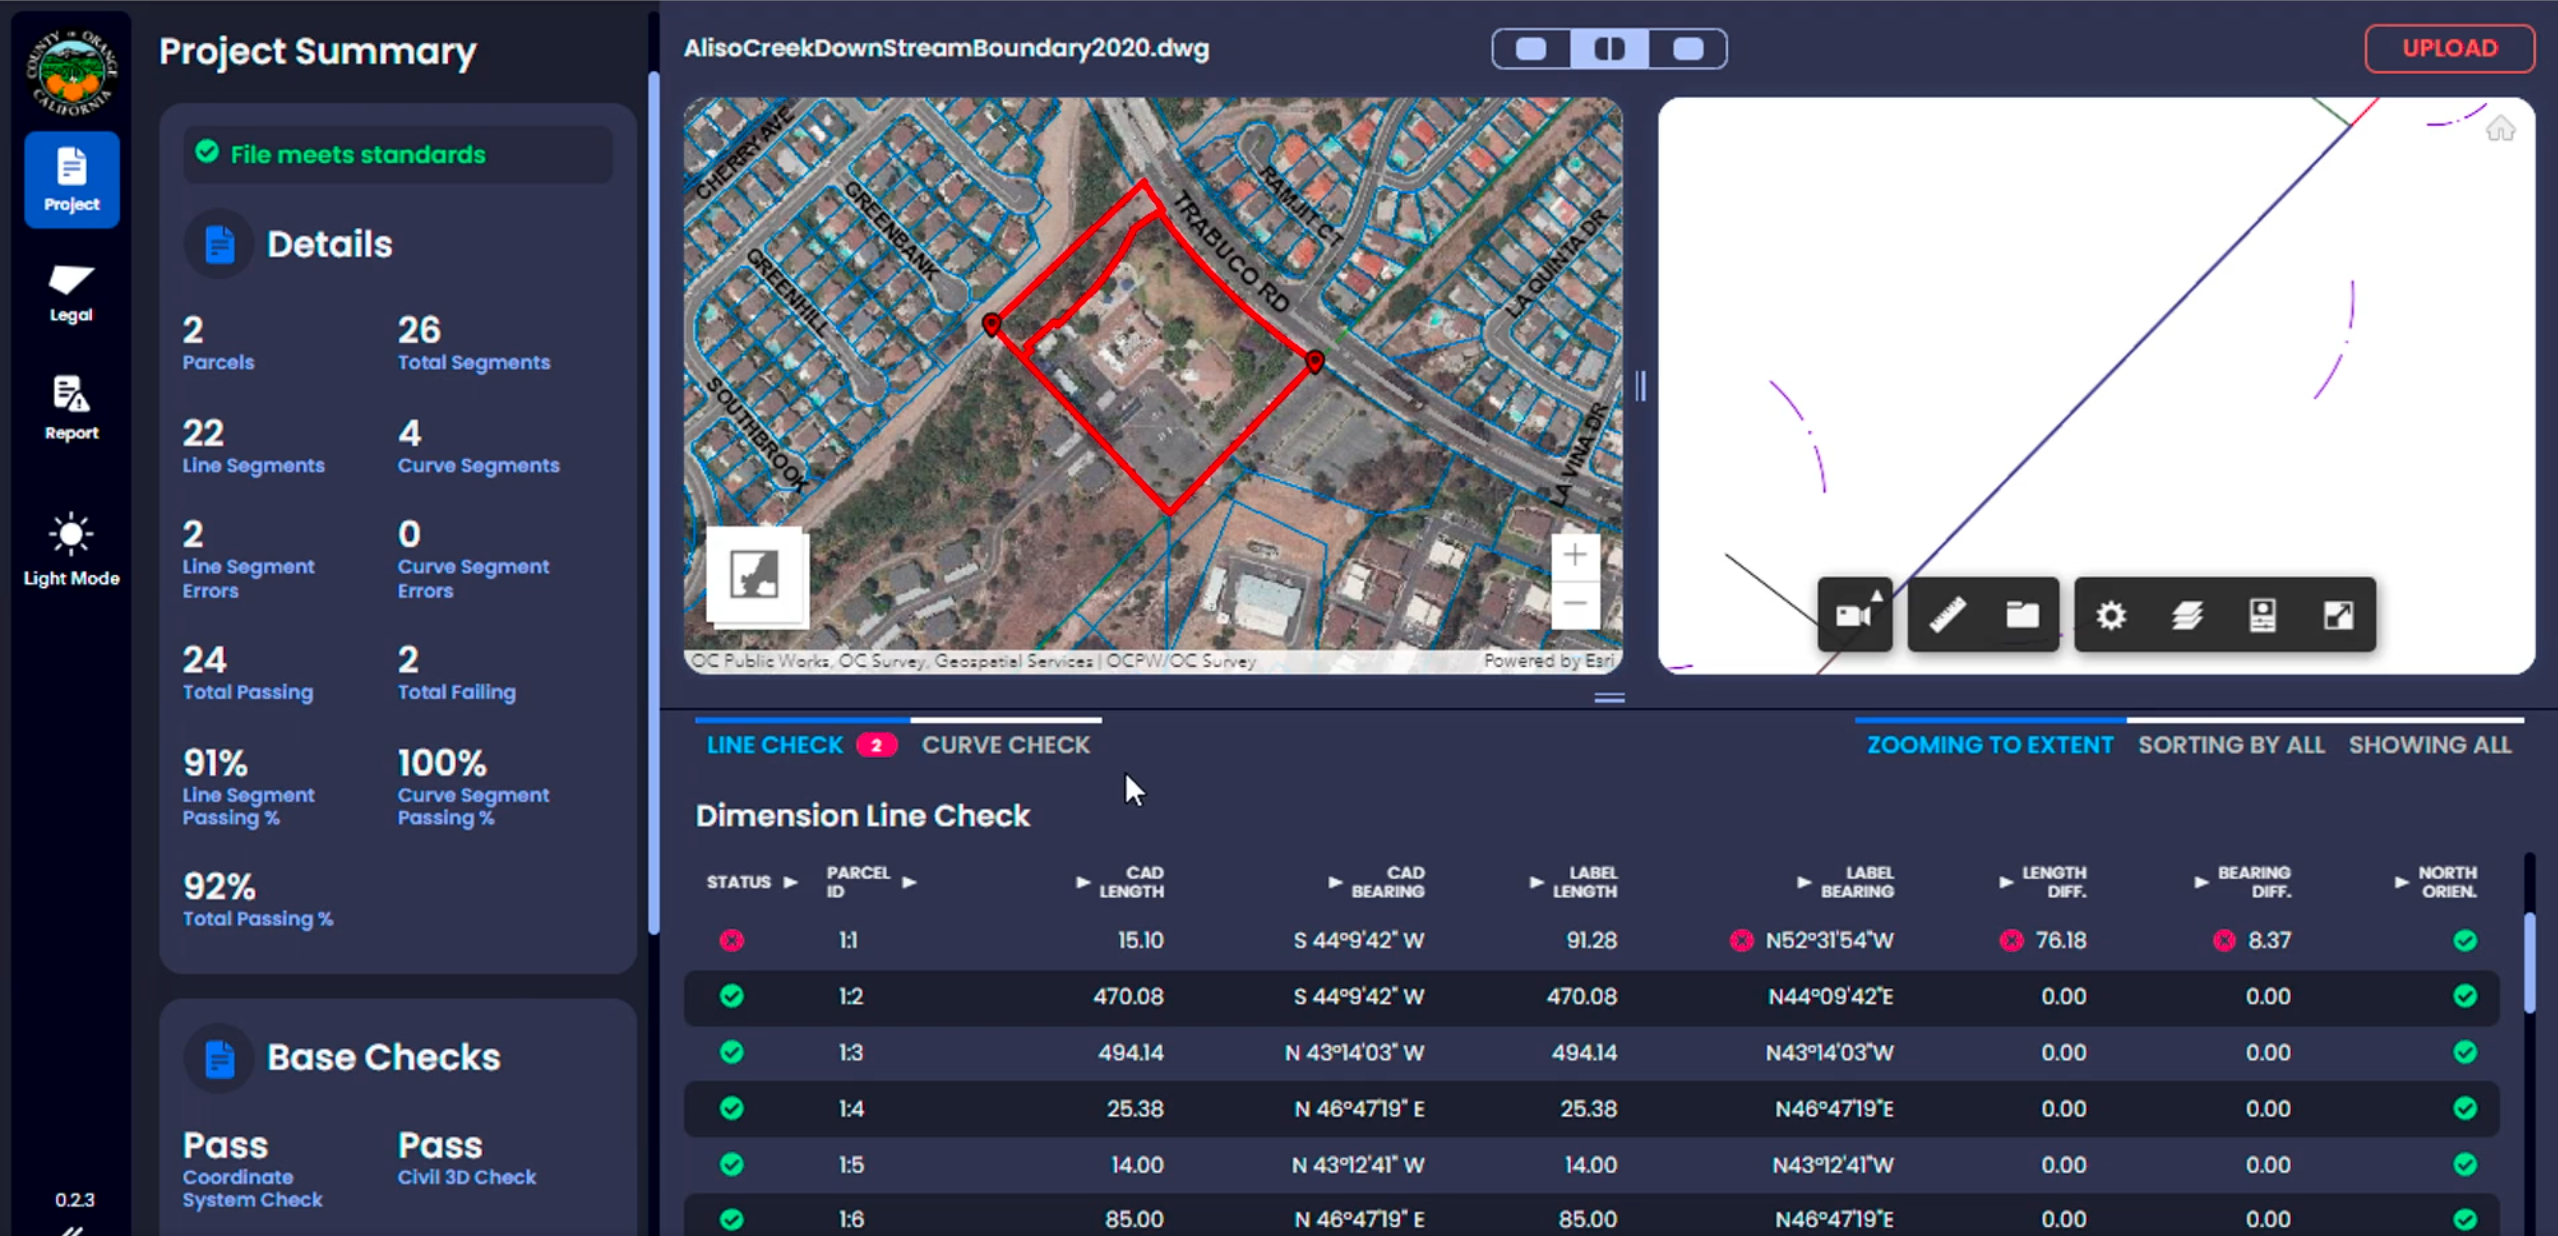 COUNTY OF ORANGE
CALIFORNIA
Project
Legal
Report
Light Mode
0.2.3
Project Summary
File meets standards
Details
2
Parcels
26
Total Segments
22
Line Segments
4
Curve Segments
2
Line Segment
Errors
0
Curve Segment
Errors
24
Total Passing
2
Total Failing
91%
Line Segment
Passing %
100%
Curve Segment
Passing %
92%
Total Passing %
Base Checks
Pass
Coordinate
System Check
Pass
Civil 3D Check
AlisoCreekDownStreamBoundary2020.dwg
UPLOAD
CHERRY AVE
GREENBANK
GREENHILL
SOUTHBROOK
TRABUCO RD
RAMJIT CT
LA QUINTA DR
LA VINA DR
OC Public Works, OC Survey, Geospatial Services | OCPW/OC Survey
Powered by Esri
LINE CHECK 2 CURVE CHECK
ZOOMING TO EXTENT SORTING BY ALL SHOWING ALL
Dimension Line Check
STATUS PARCEL ID CAD LENGTH CAD BEARING LABEL LENGTH LABEL BEARING LENGTH DIFF. BEARING DIFF. NORTH ORIEN.
1:1 15.10 S 44°9'42" W 91.28 N52°31'54"W 76.18 8.37
1:2 470.08 S 44°9'42" W 470.08 N44°09'42"E 0.00 0.00
1:3 494.14 N 43°14'03" W 494.14 N43°14'03"W 0.00 0.00
1:4 25.38 N 46°47'19" E 25.38 N46°47'19"E 0.00 0.00
1:5 14.00 N 43°12'41" W 14.00 N43°12'41"W 0.00 0.00
1:6 85.00 N 46°47'19" E 85.00 N46°47'19"E 0.00 0.00